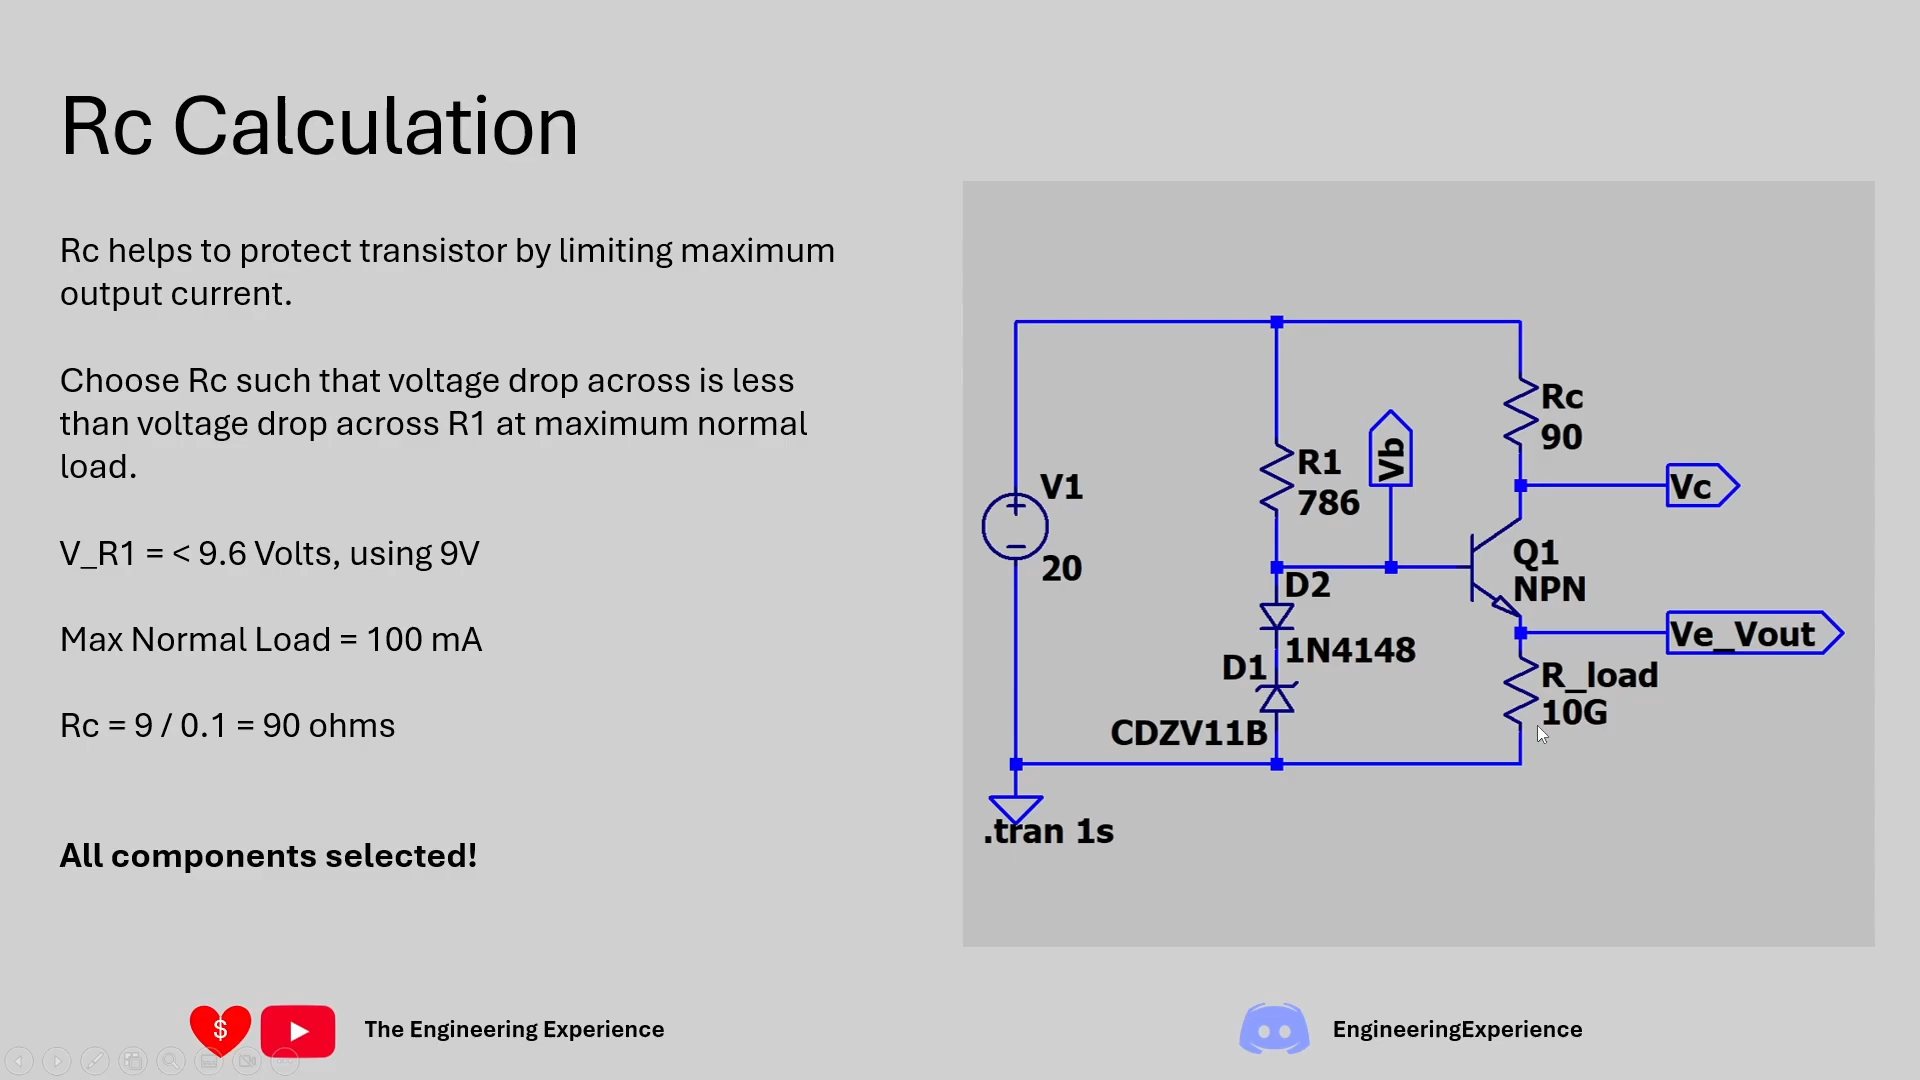 Rc Calculation
Rc helps to protect transistor by limiting maximum
output current.
Choose Rc such that voltage drop across is less
than voltage drop across R1 at maximum normal
load.
V_R1 = < 9.6 Volts, using 9V
Max Normal Load = 100 mA
Rc = 9 / 0.1 = 90 ohms
All components selected!
Rc
90
Vb
R1
786
V1
20
Vc
Q1
NPN
D2
1N4148
Ve_Vout
D1
CDZV11B
R_load
10G
.tran 1s
$
The Engineering Experience
EngineeringExperience